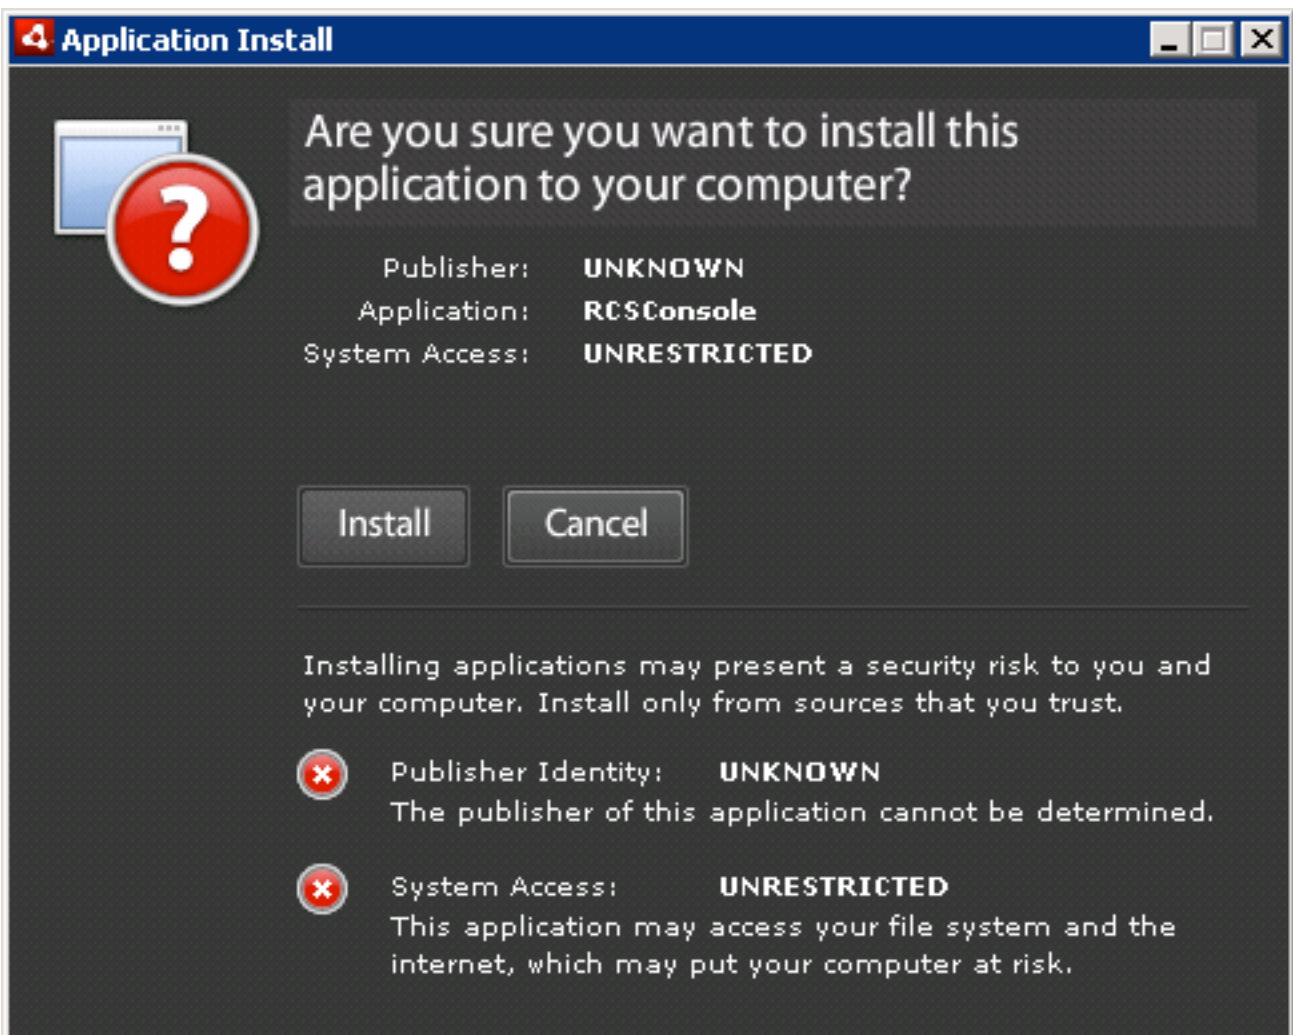 Application Install
Are you sure you want to install this
application to your computer?
Publisher: UNKNOWN
Application: RCSConsole
System Access: UNRESTRICTED
Install Cancel
Installing applications may present a security risk to you and
your computer. Install only from sources that you trust.
Publisher Identity: UNKNOWN
The publisher of this application cannot be determined.
System Access: UNRESTRICTED
This application may access your file system and the
internet, which may put your computer at risk.